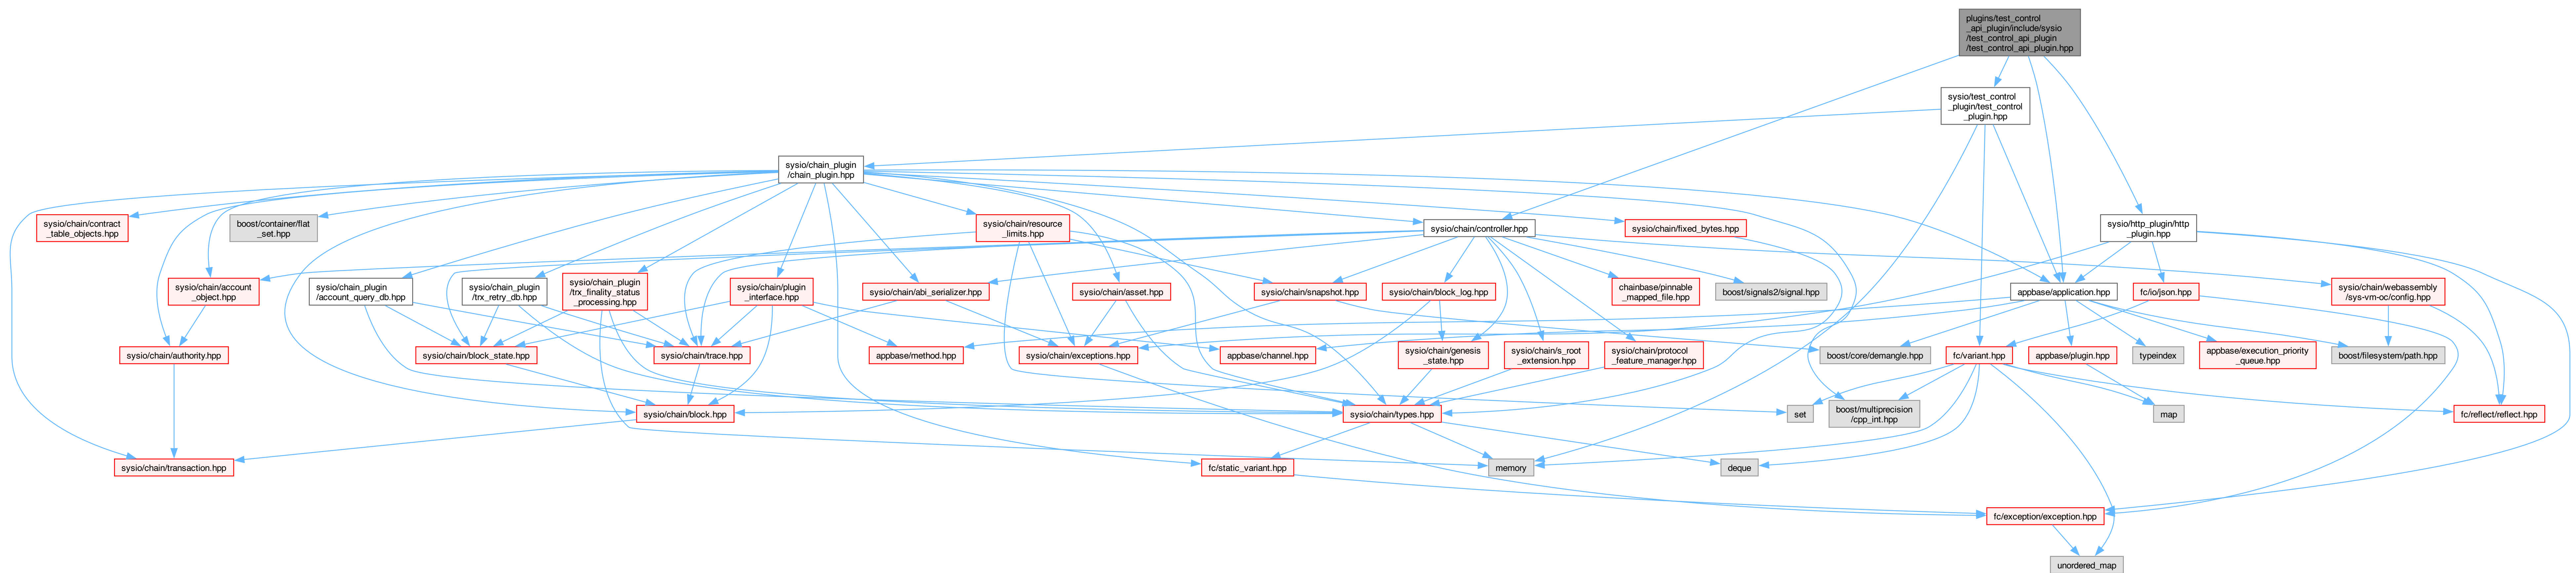 plugins/test_control
_api_plugin/include/sysio
/test_control_api_plugin
/test_control_api_plugin.hpp
sysio/test_control
_plugin/test_control
_plugin.hpp
sysio/chain_plugin
/chain_plugin.hpp
sysio/chain/contract
_table_objects.hpp
boost/container/flat
_set.hpp
sysio/chain/resource
_limits.hpp
sysio/chain/controller.hpp
sysio/chain/fixed_bytes.hpp
sysio/http_plugin/http
_plugin.hpp
sysio/chain/account
_object.hpp
sysio/chain_plugin
/account_query_db.hpp
sysio/chain_plugin
/trx_retry_db.hpp
sysio/chain_plugin
/trx_finality_status
_processing.hpp
sysio/chain/plugin
_interface.hpp
sysio/chain/abi_serializer.hpp
sysio/chain/asset.hpp
sysio/chain/snapshot.hpp
sysio/chain/block_log.hpp
chainbase/pinnable
_mapped_file.hpp
boost/signals2/signal.hpp
appbase/application.hpp
fc/io/json.hpp
sysio/chain/webassembly
/sys-vm-oc/config.hpp
sysio/chain/authority.hpp
sysio/chain/block_state.hpp
sysio/chain/trace.hpp
appbase/method.hpp
sysio/chain/exceptions.hpp
appbase/channel.hpp
sysio/chain/genesis
_state.hpp
sysio/chain/s_root
_extension.hpp
sysio/chain/protocol
_feature_manager.hpp
boost/core/demangle.hpp
fc/variant.hpp
appbase/plugin.hpp
typeindex
appbase/execution_priority
_queue.hpp
boost/filesystem/path.hpp
sysio/chain/block.hpp
sysio/chain/types.hpp
set
boost/multiprecision
/cpp_int.hpp
map
fc/reflect/reflect.hpp
sysio/chain/transaction.hpp
fc/static_variant.hpp
memory
deque
fc/exception/exception.hpp
unordered_map